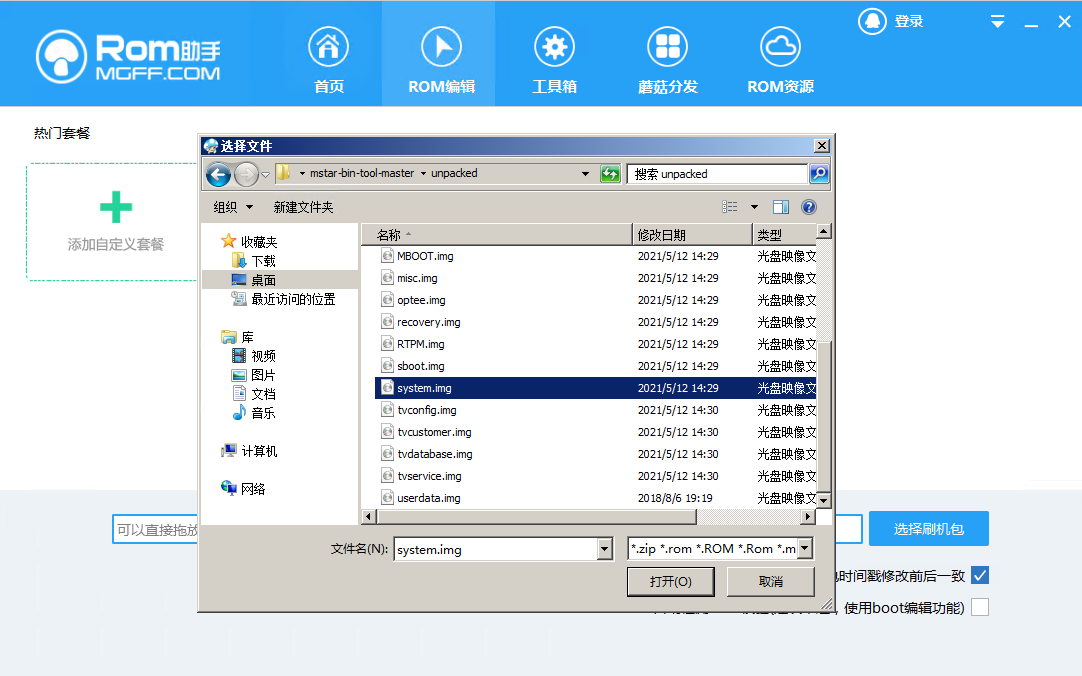 Rom助手
MGFF.COM
首页
ROM编辑
工具箱
蘑菇分发
ROM资源
登录
热门套餐
添加自定义套餐
选择文件
mstar-bin-tool-master
unpacked
搜索 unpacked
组织
新建文件夹
收藏夹
下载
桌面
最近访问的位置
库
视频
图片
文档
音乐
计算机
网络
名称 修改日期 类型
MBOOT.img 2021/5/12 14:29 光盘映像文
misc.img 2021/5/12 14:29 光盘映像文
optee.img 2021/5/12 14:29 光盘映像文
recovery.img 2021/5/12 14:29 光盘映像文
RTPM.img 2021/5/12 14:29 光盘映像文
sboot.img 2021/5/12 14:29 光盘映像文
system.img 2021/5/12 14:29 光盘映像文
tvconfig.img 2021/5/12 14:30 光盘映像文
tvcustomer.img 2021/5/12 14:30 光盘映像文
tvdatabase.img 2021/5/12 14:30 光盘映像文
tvservice.img 2021/5/12 14:30 光盘映像文
userdata.img 2018/8/6 19:19 光盘映像文
文件名(N):
system.img
*.zip *.rom *.ROM *.Rom *.m
打开(O)
取消
可以直接拖放
选择刷机包
时间戳修改前后一致
，使用boot编辑功能)